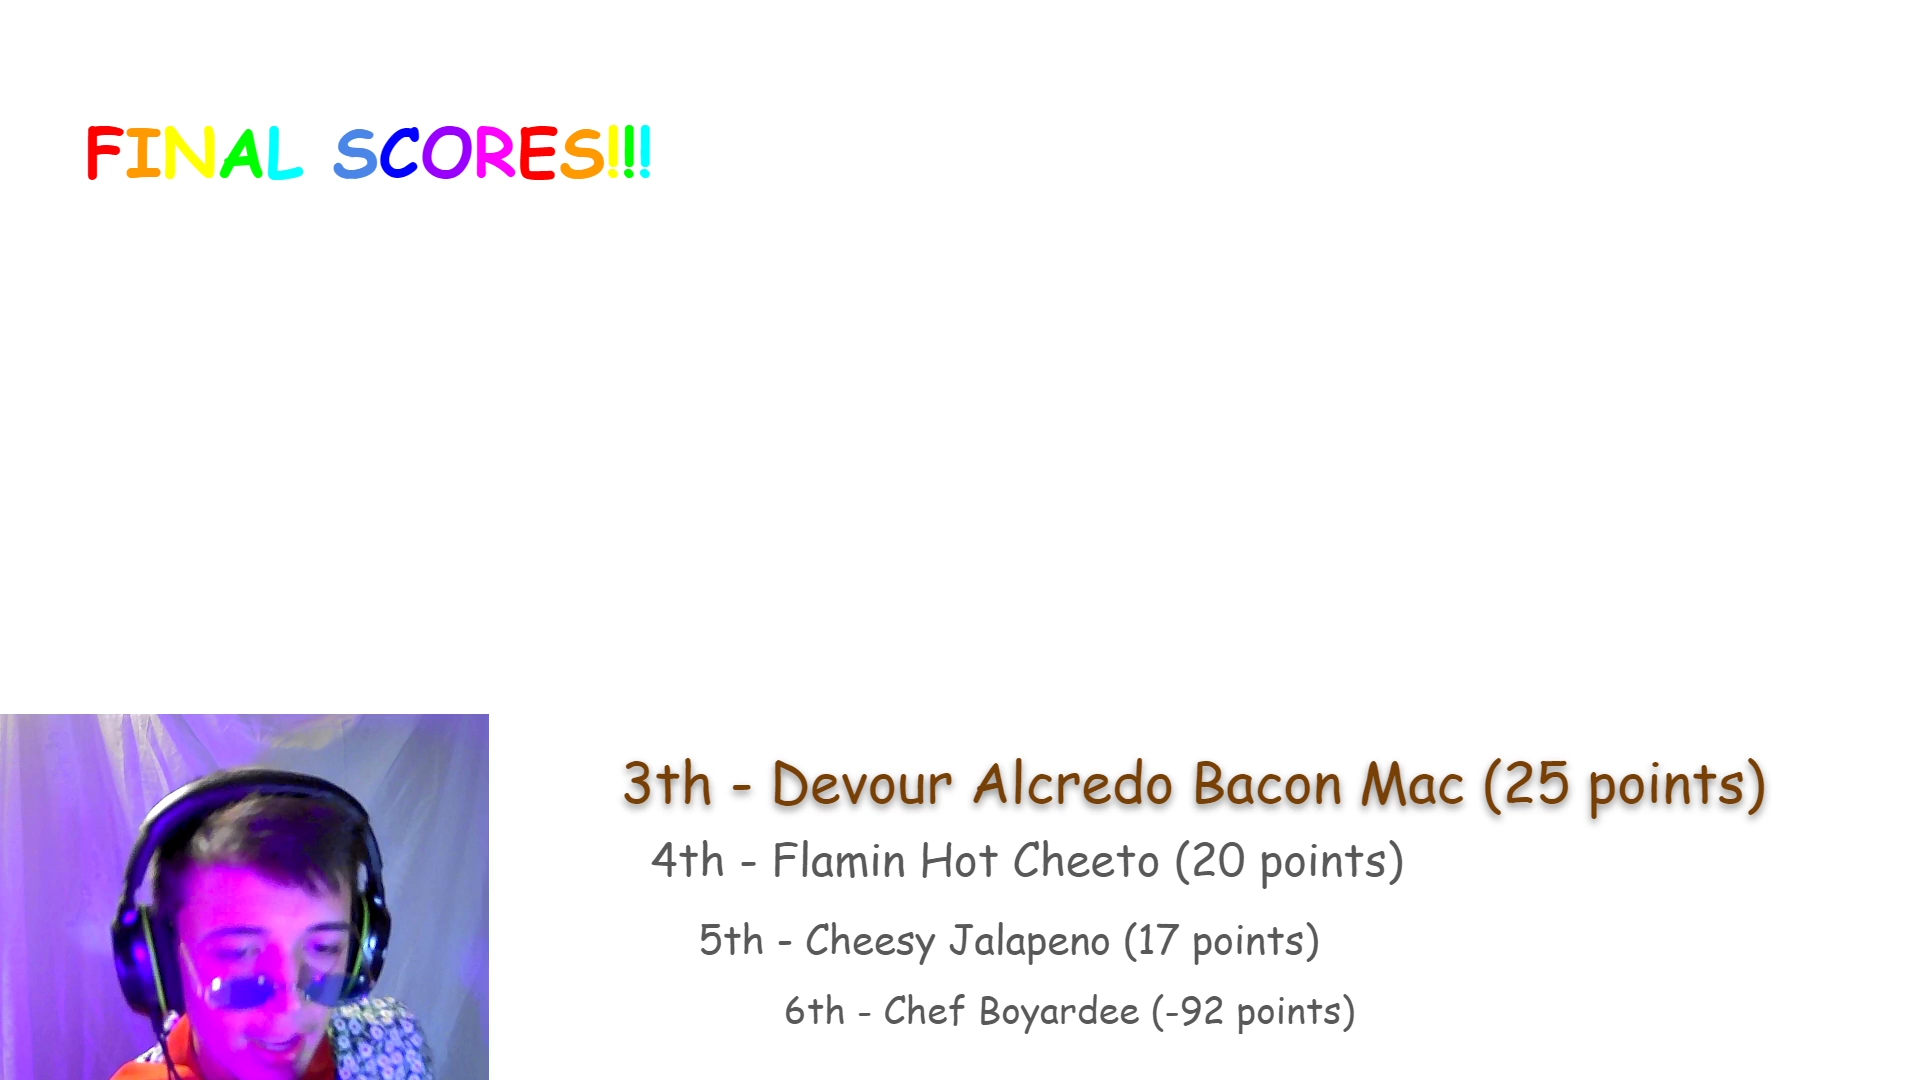 FINAL SCORES!!!
3th - Devour Alcredo Bacon Mac (25 points)
4th - Flamin Hot Cheeto (20 points)
5th - Cheesy Jalapeno (17 points)
6th - Chef Boyardee (-92 points)